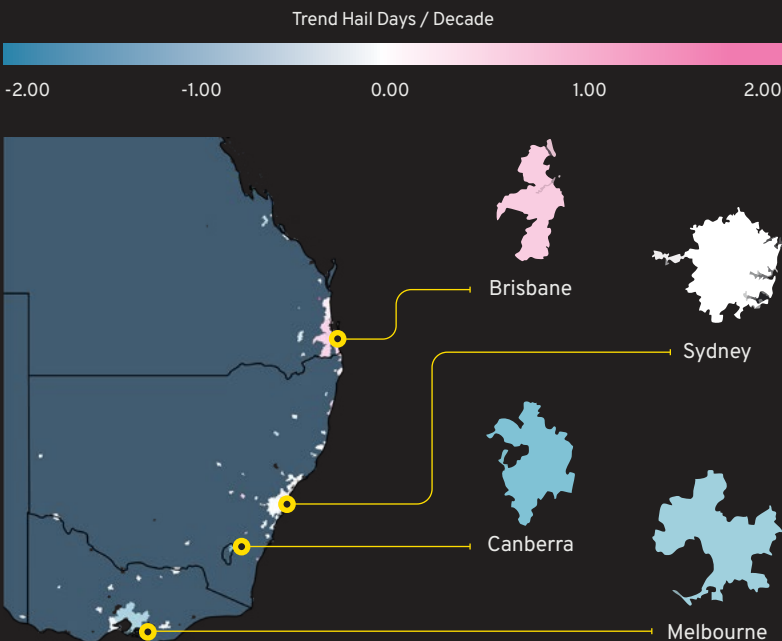 Trend Hail Days / Decade
-2.00 -1.00 0.00 1.00 2.00
Brisbane
Sydney
Canberra
Melbourne